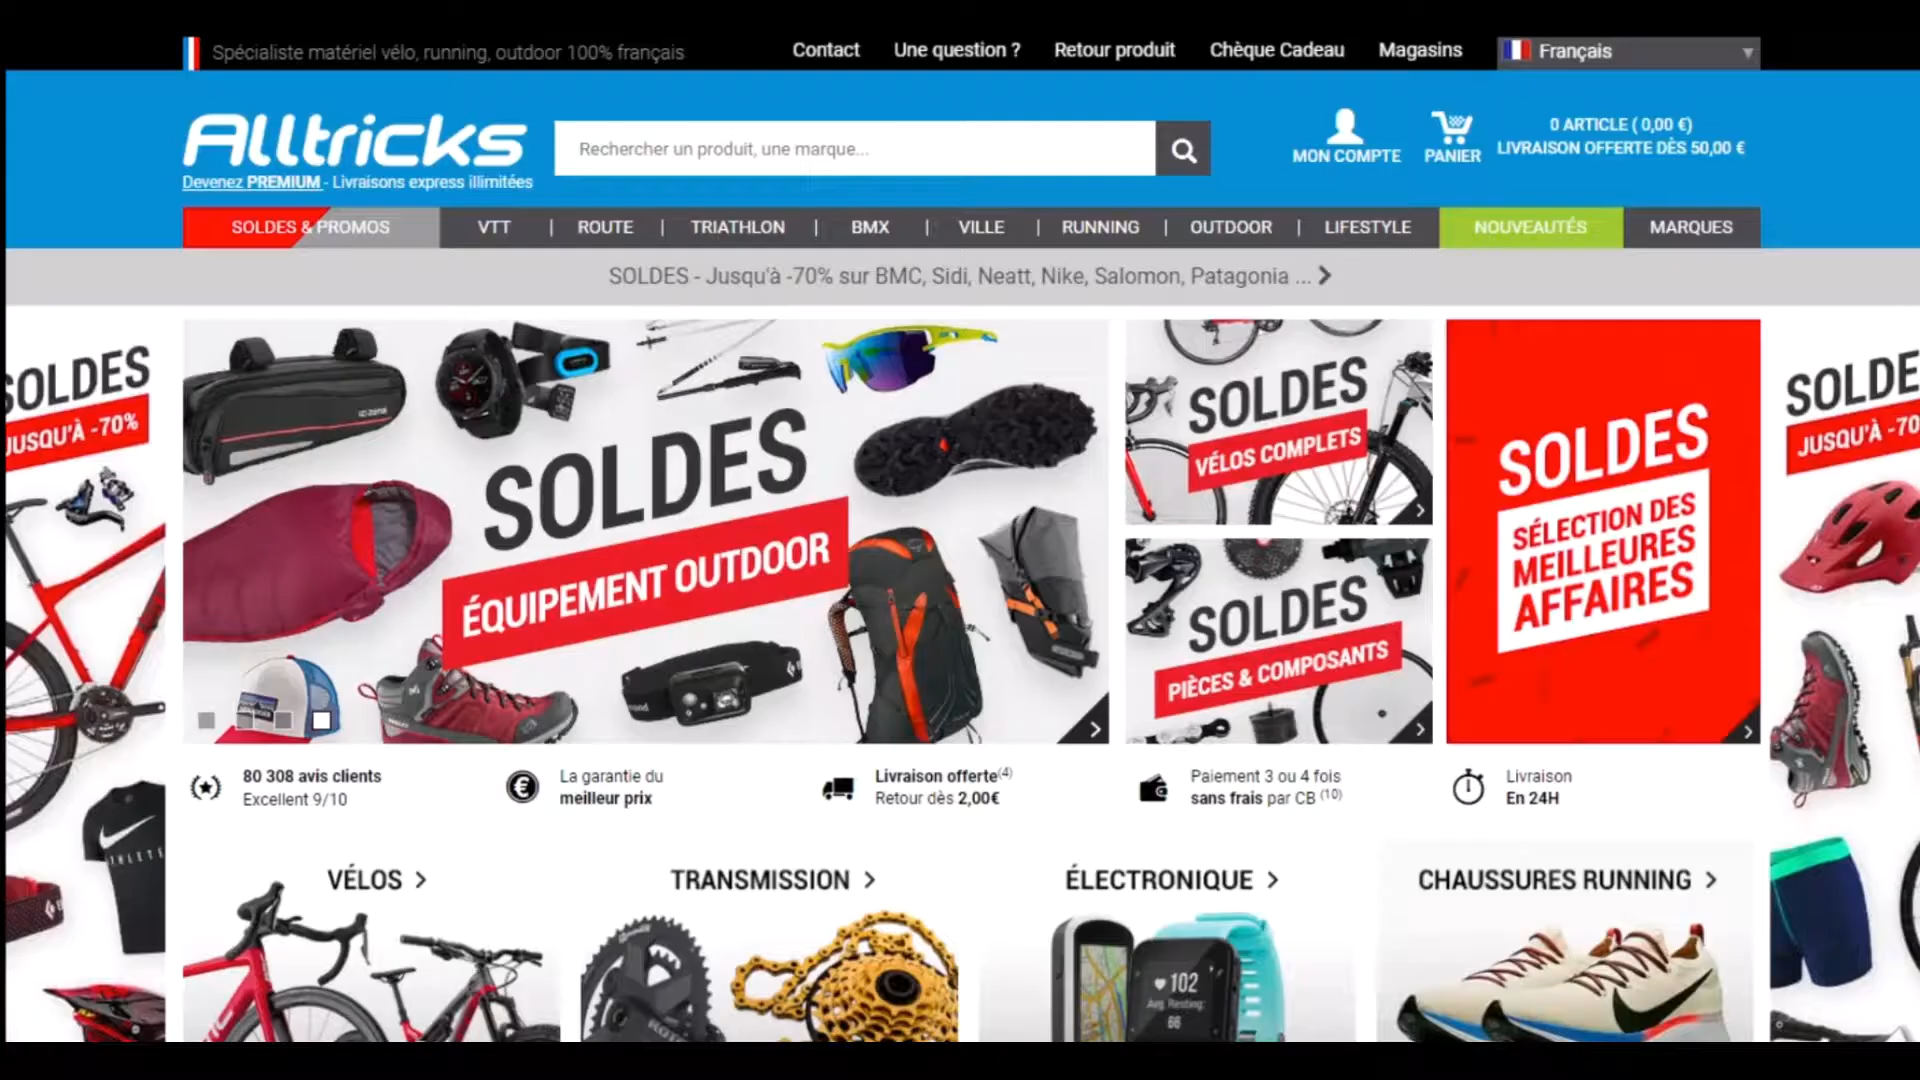 Spécialiste matériel vélo, running, outdoor 100% français
Contact
Une question ?
Retour produit
Chèque Cadeau
Magasins
Français
Alltricks
Devenez PREMIUM - Livraisons express illimitées
Rechercher un produit, une marque...
MON COMPTE
PANIER
0 ARTICLE ( 0,00 €)
LIVRAISON OFFERTE DÈS 50,00 €
SOLDES & PROMOS
VTT | ROUTE | TRIATHLON | BMX | VILLE | RUNNING | OUTDOOR | LIFESTYLE
NOUVEAUTÉS
MARQUES
SOLDES - Jusqu'à -70% sur BMC, Sidi, Neatt, Nike, Salomon, Patagonia ...
SOLDES
JUSQU'À -70%
SOLDES
ÉQUIPEMENT OUTDOOR
SOLDES
VÉLOS COMPLETS
SOLDES
PIÈCES & COMPOSANTS
SOLDES
SÉLECTION DES
MEILLEURES
AFFAIRES
SOLDE
JUSQU'À -70
80 308 avis clients
Excellent 9/10
La garantie du
meilleur prix
Livraison offerte(4)
Retour dès 2,00€
Paiement 3 ou 4 fois
sans frais par CB (10)
Livraison
En 24H
VÉLOS
TRANSMISSION
ÉLECTRONIQUE
CHAUSSURES RUNNING
102
Avg. Resting:
66